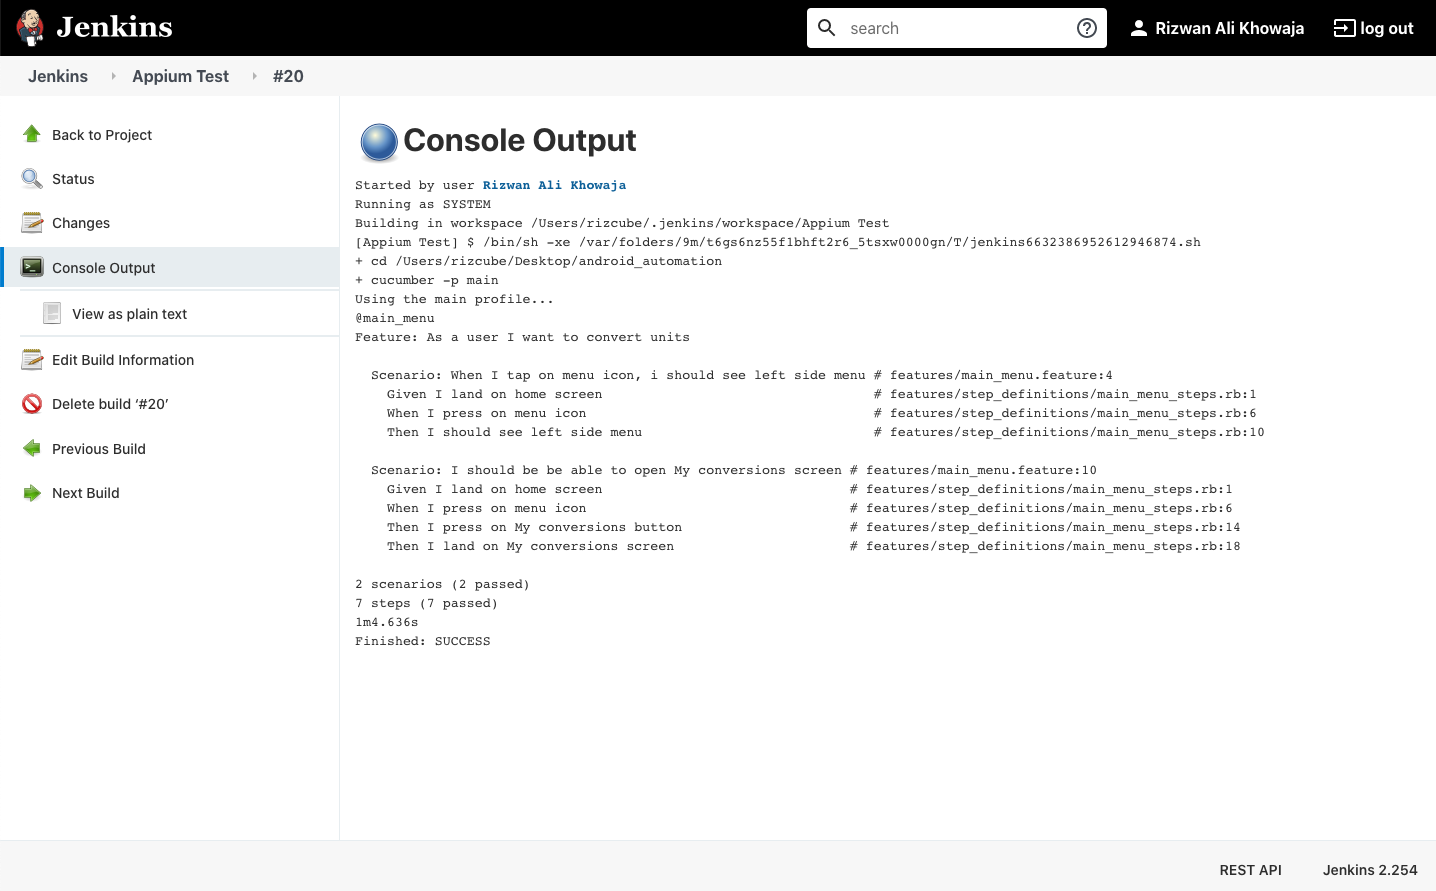 Jenkins
search
Rizwan Ali Khowaja
log out
Jenkins
Appium Test
#20
Back to Project
Status
Changes
Console Output
View as plain text
Edit Build Information
Delete build ‘#20’
Previous Build
Next Build
Console Output
Started by user Rizwan Ali Khowaja
Running as SYSTEM
Building in workspace /Users/rizcube/.jenkins/workspace/Appium Test
[Appium Test] $ /bin/sh -xe /var/folders/9m/t6gs6nz55f1bhft2r6_5tsxw0000gn/T/jenkins6632386952612946874.sh
+ cd /Users/rizcube/Desktop/android_automation
+ cucumber -p main
Using the main profile...
@main_menu
Feature: As a user I want to convert units
Scenario: When I tap on menu icon, i should see left side menu # features/main_menu.feature:4
Given I land on home screen # features/step_definitions/main_menu_steps.rb:1
When I press on menu icon # features/step_definitions/main_menu_steps.rb:6
Then I should see left side menu # features/step_definitions/main_menu_steps.rb:10
Scenario: I should be be able to open My conversions screen # features/main_menu.feature:10
Given I land on home screen # features/step_definitions/main_menu_steps.rb:1
When I press on menu icon # features/step_definitions/main_menu_steps.rb:6
Then I press on My conversions button # features/step_definitions/main_menu_steps.rb:14
Then I land on My conversions screen # features/step_definitions/main_menu_steps.rb:18
2 scenarios (2 passed)
7 steps (7 passed)
1m4.636s
Finished: SUCCESS
REST API
Jenkins 2.254